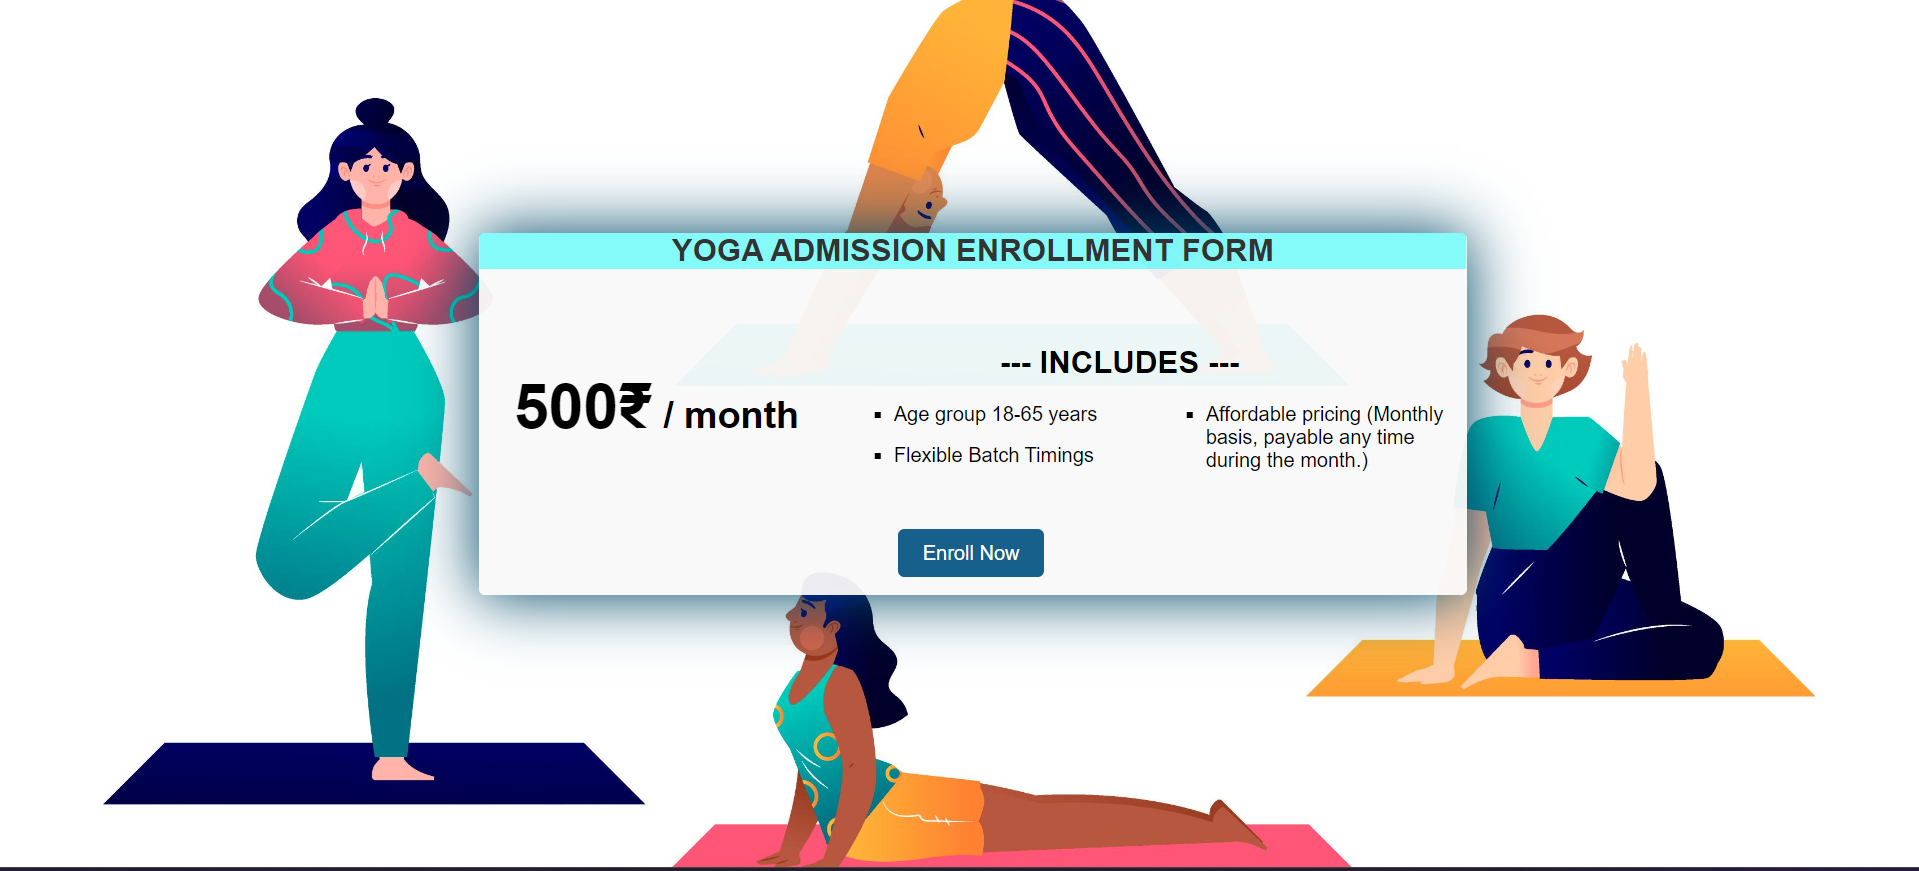 YOGA ADMISSION ENROLLMENT FORM
500₹ / month
--- INCLUDES ---
Age group 18-65 years
Flexible Batch Timings
Affordable pricing (Monthly
basis, payable any time
during the month.)
Enroll Now